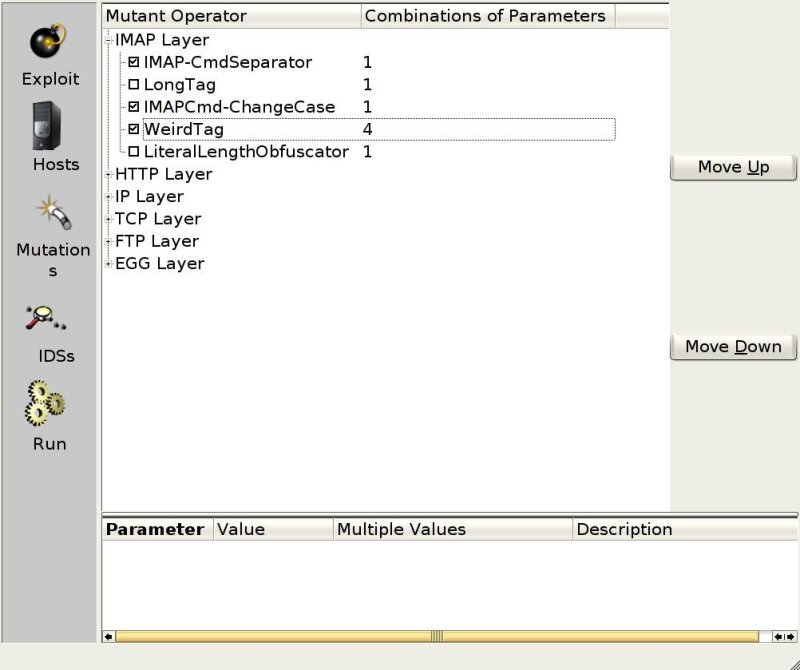 Mutant Operator Combinations of Parameters
IMAP Layer
IMAP-CmdSeparator 1
LongTag 1
IMAPCmd-ChangeCase 1
WeirdTag 4
LiteralLengthObfuscator 1
HTTP Layer
IP Layer
TCP Layer
FTP Layer
EGG Layer
Exploit
Hosts
Mutation
s
IDSs
Run
Move Up
Move Down
Parameter Value Multiple Values Description